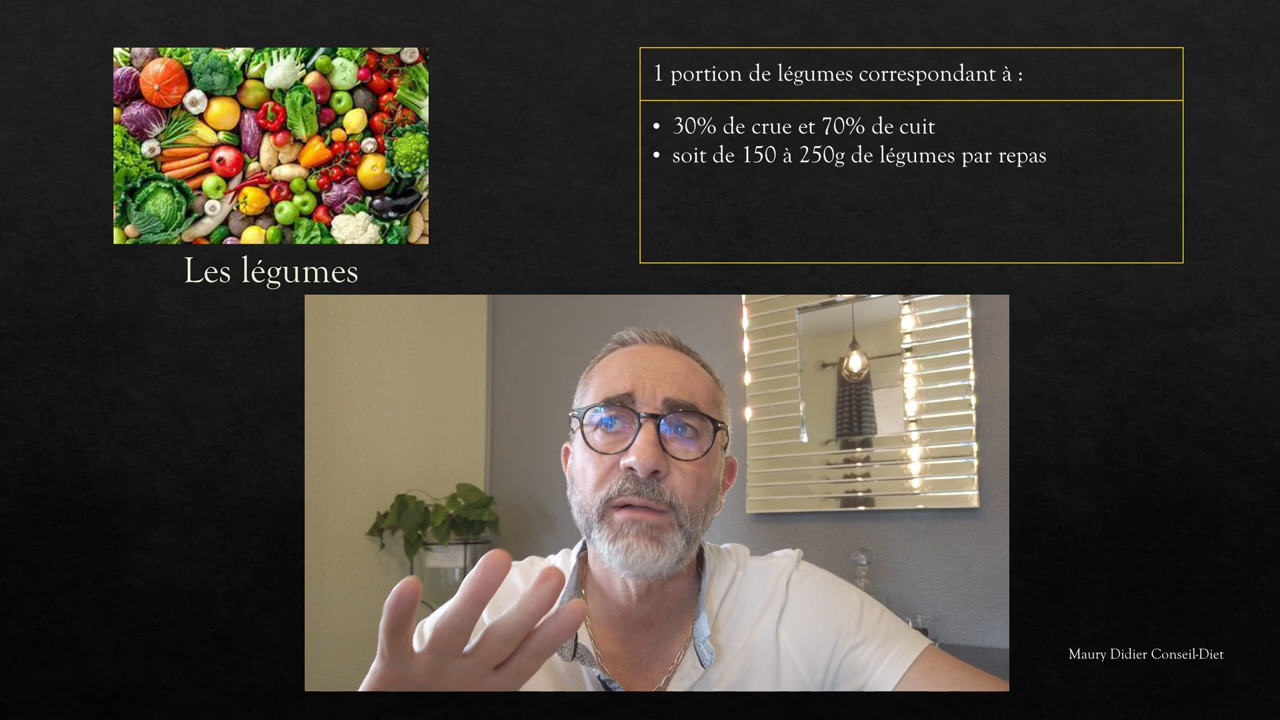 1 portion de légumes correspondant à :
• 30% de crue et 70% de cuit
• soit de 150 à 250g de légumes par repas
Les légumes
Maury Didier Conseil-Diet